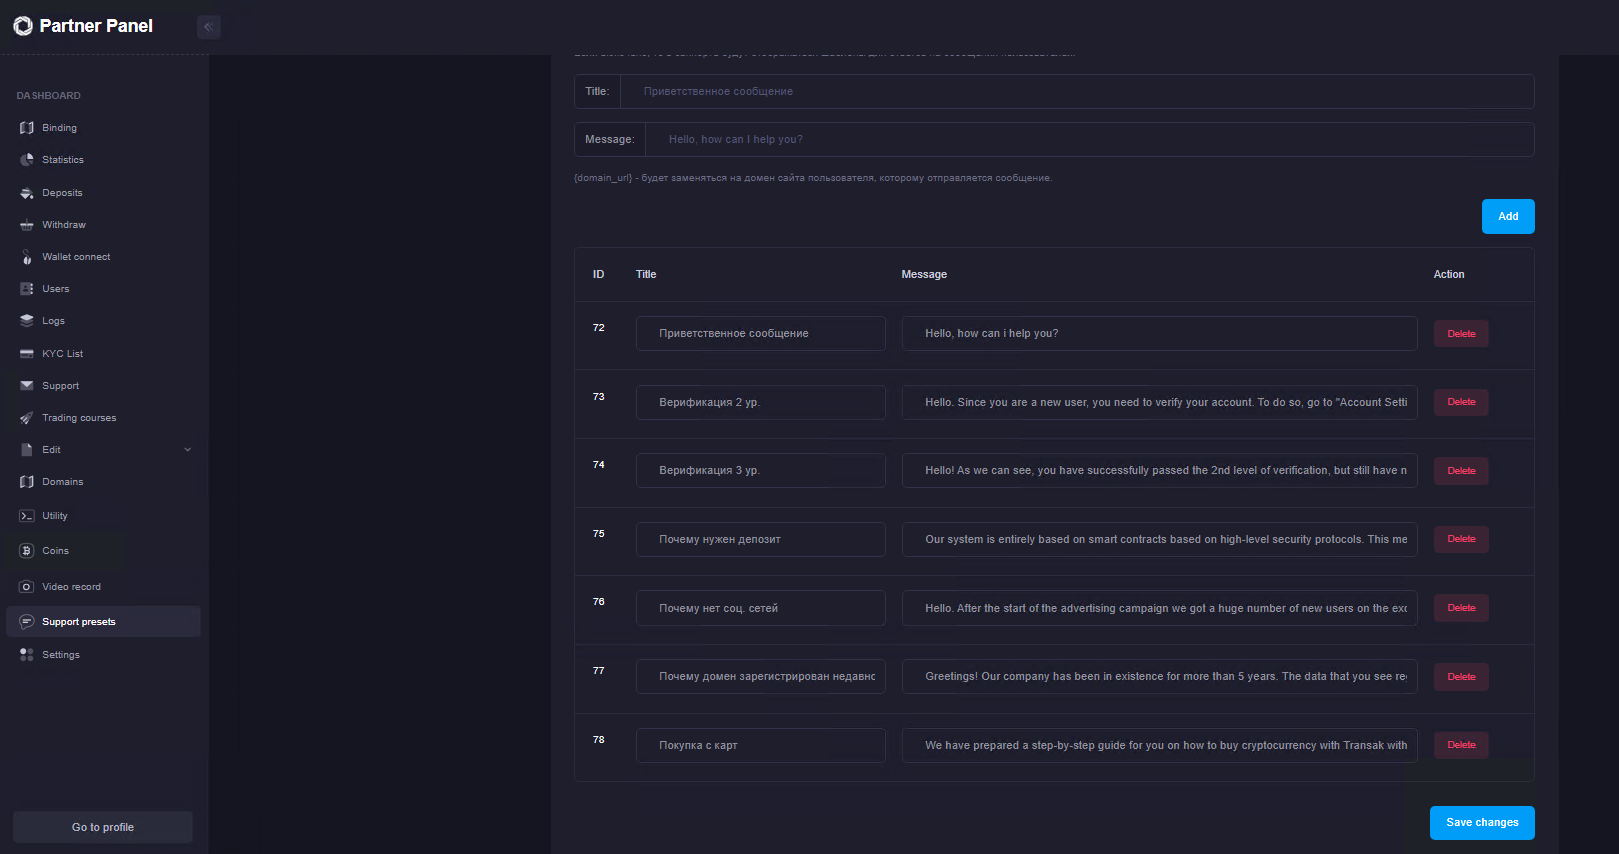 Partner Panel
DASHBOARD
Binding
Statistics
Deposits
Withdraw
Wallet connect
Users
Logs
KYC List
Support
Trading courses
Edit
Domains
Utility
Coins
Video record
Support presets
Settings
Go to profile
Title: Приветственное сообщение
Message: Hello, how can I help you?
{domain_url} - будет заменяться на домен сайта пользователя, которому отправляется сообщение.
Add
ID Title Message Action
72 Приветственное сообщение Hello, how can i help you? Delete
73 Верификация 2 ур. Hello. Since you are a new user, you need to verify your account. To do so, go to "Account Setti Delete
74 Верификация 3 ур. Hello! As we can see, you have successfully passed the 2nd level of verification, but still have n Delete
75 Почему нужен депозит Our system is entirely based on smart contracts based on high-level security protocols. This me Delete
76 Почему нет соц. сетей Hello. After the start of the advertising campaign we got a huge number of new users on the exc Delete
77 Почему домен зарегистрирован недавно Greetings! Our company has been in existence for more than 5 years. The data that you see re Delete
78 Покупка с карт We have prepared a step-by-step guide for you on how to buy cryptocurrency with Transak with Delete
Save changes